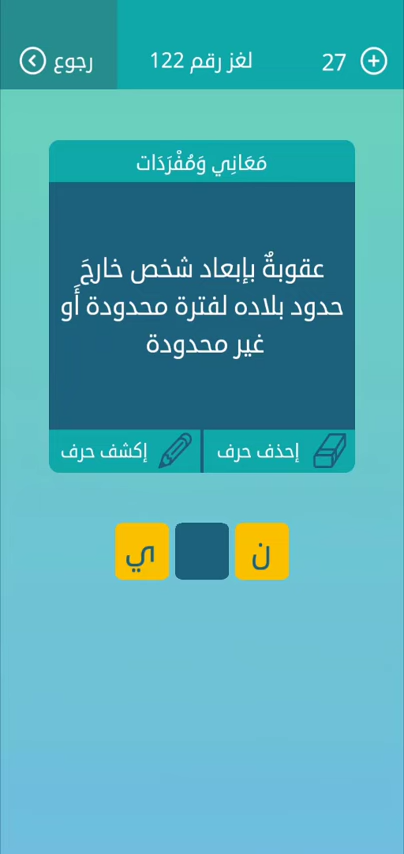 رجوع
لغز رقم 122
27
مَعَانِي وَمُفْرَدَات
عقوبةٌ بإبعاد شخص خارجَ
حدود بلاده لفترة محدودة أَو
غير محدودة
إحذف حرف
إكشف حرف
ن
ي